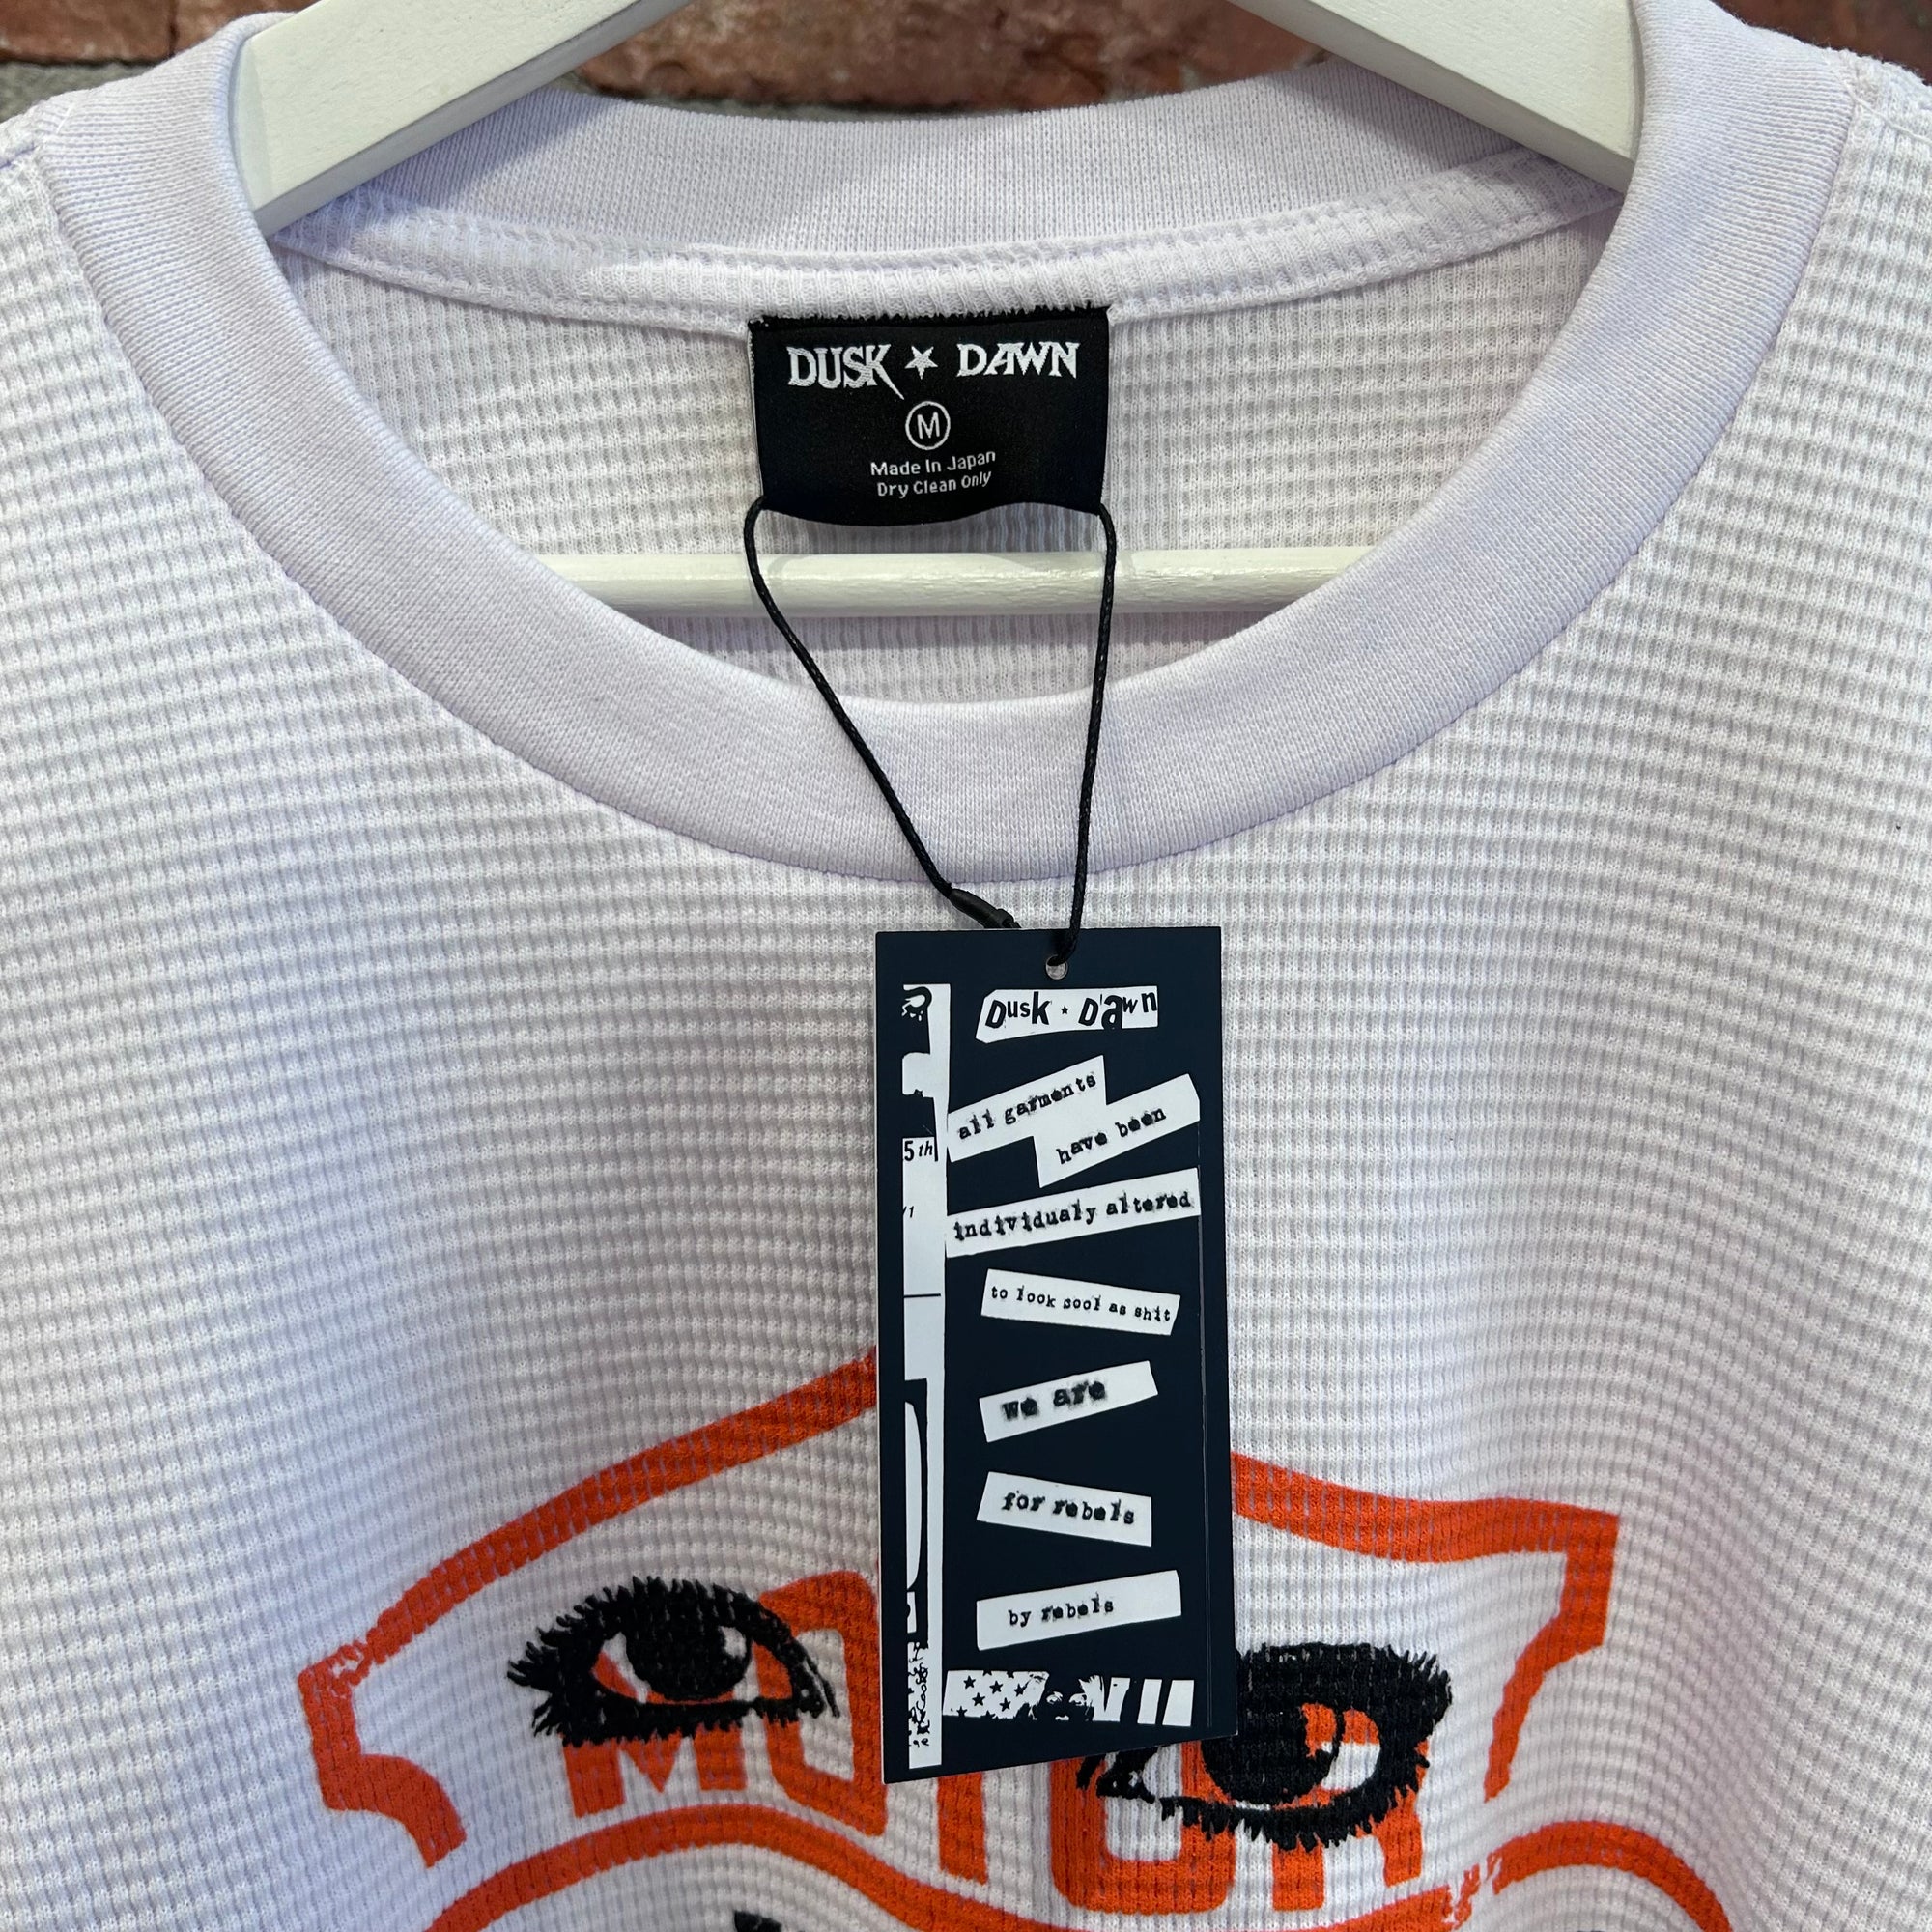 DUSK ★ DAWN
M
Made In Japan
Dry Clean Only
Dusk ★ Dawn
all garments
have been
5th
individualy altered
to look cool as shit
we are
for rebels
by rebels
MOTOR